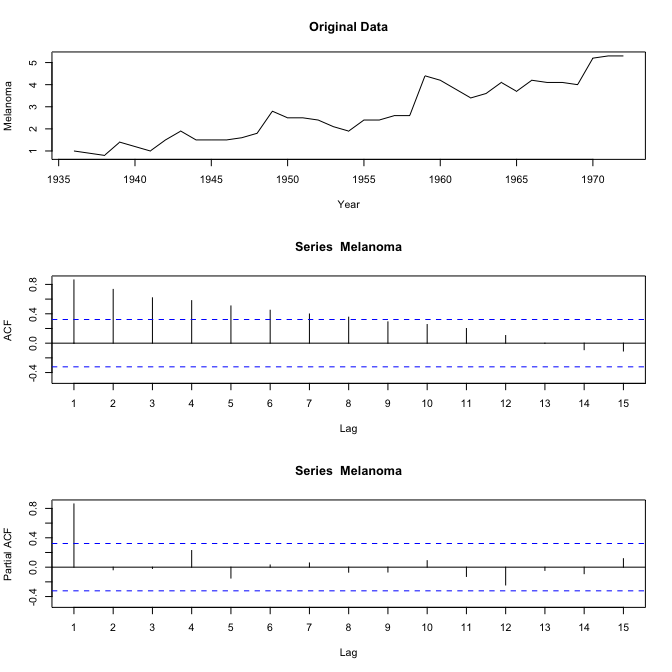 Original Data
Melanoma
5
4
3
2
1
1935 1940 1945 1950 1955 1960 1965 1970
Year
Series Melanoma
ACF
0.8
0.4
0.0
-0.4
1 2 3 4 5 6 7 8 9 10 11 12 13 14 15
Lag
Series Melanoma
Partial ACF
0.8
0.4
0.0
-0.4
1 2 3 4 5 6 7 8 9 10 11 12 13 14 15
Lag